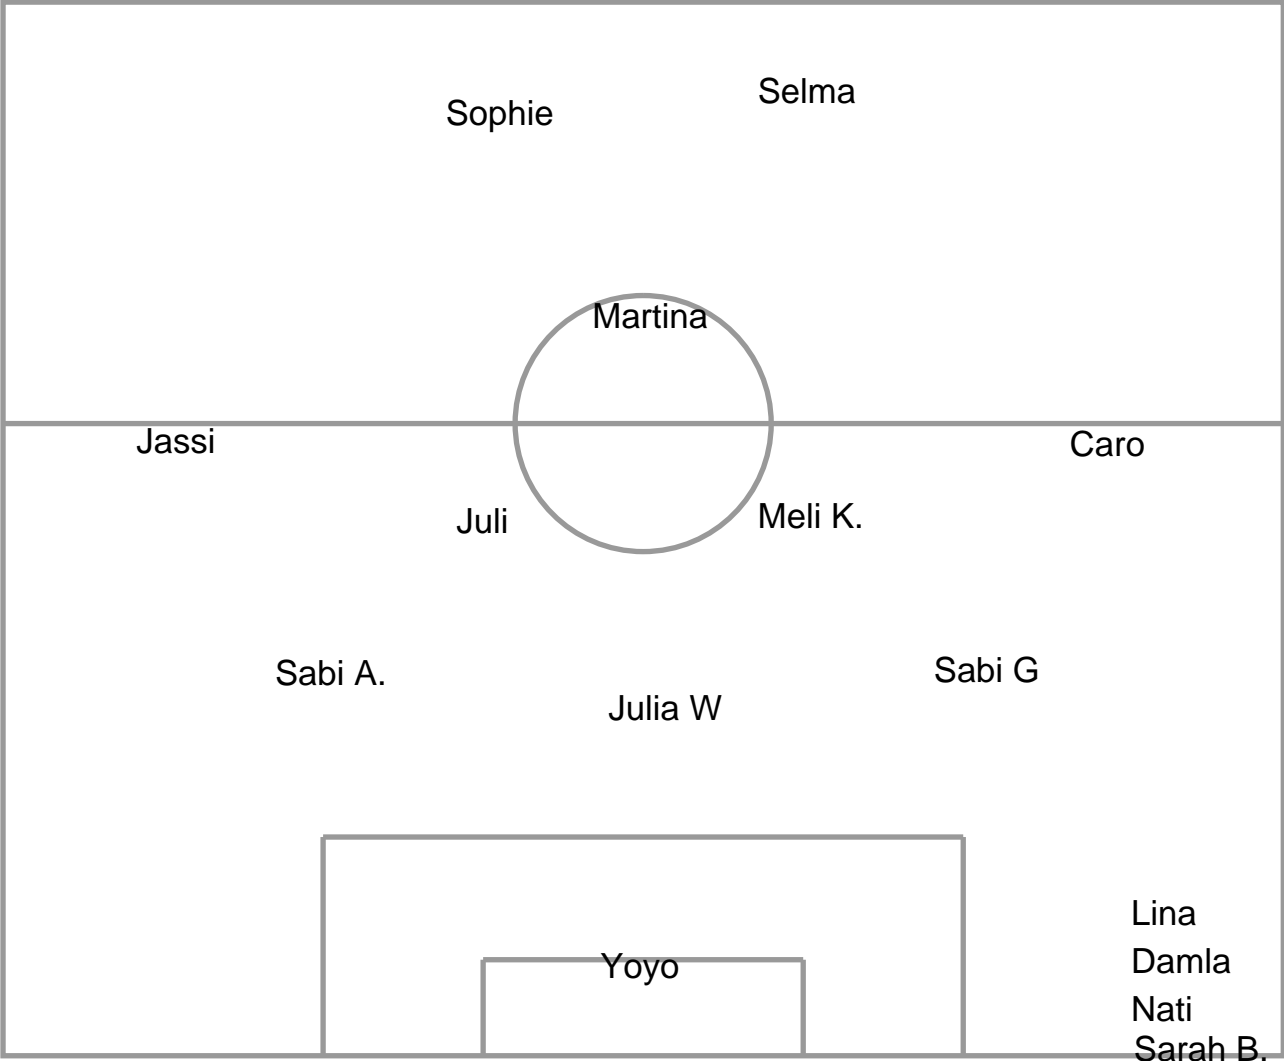 Selma
Sophie
Martina
Jassi
Caro
Juli
Meli K.
Sabi A.
Sabi G
Julia W
Lina
Yoyo
Damla
Nati
Sarah B.